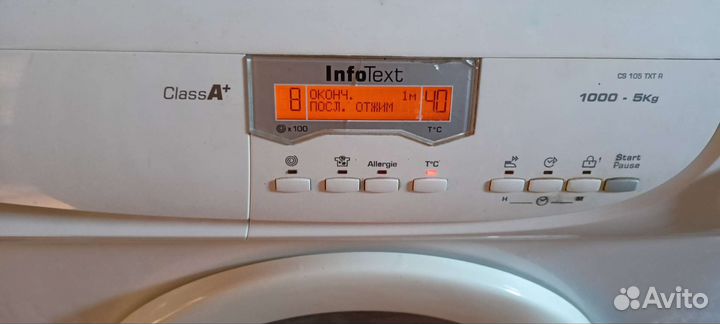 InfoText
CS 105 TXT R
ClassA+
8 ОКОНЧ. 1м 40
ПОСЛ. ОТЖИМ
1000 - 5Kg
x100
T°C
Allergie
T°C
Start
Pause
H
Avito